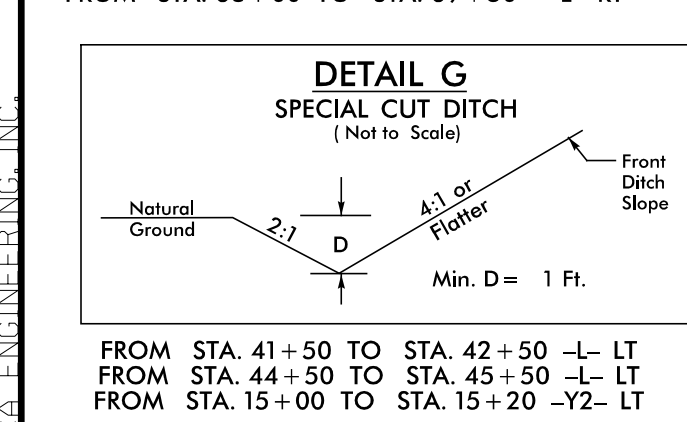 DETAIL G
SPECIAL CUT DITCH
( Not to Scale)
Natural
Ground
2:1
D
4:1 or
Flatter
Front
Ditch
Slope
Min. D = 1 Ft.
FROM STA. 41+50 TO STA. 42+50 -L- LT
FROM STA. 44+50 TO STA. 45+50 -L- LT
FROM STA. 15+00 TO STA. 15+20 -Y2- LT
ENGINEERING, INC.